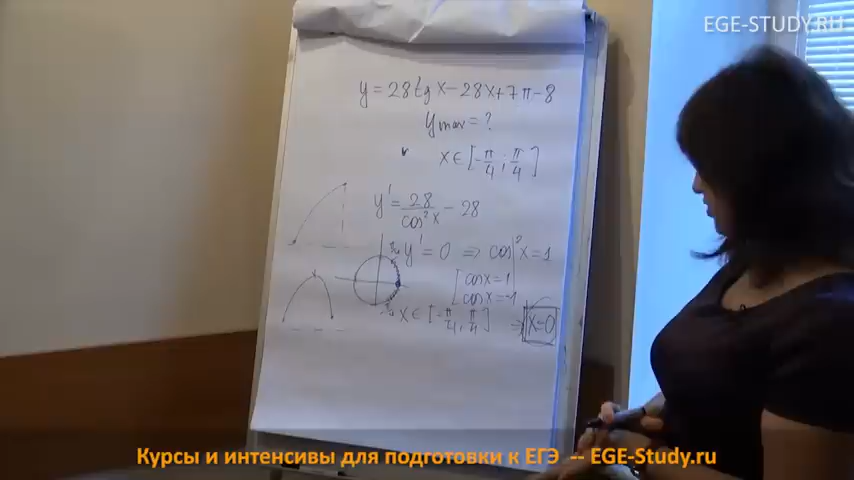 EGE-STUDY.RU
y = 28 tg x - 28x + 7π - 8
y max = ?
x ∈ [-π/4; π/4]
y' = 28/cos²x - 28
y' = 0 ⇒ cos²x = 1
cos x = 1
cos x = -1
x ∈ [-π/4; π/4] ⇒ x = 0
Курсы и интенсивы для подготовки к ЕГЭ -- EGE-Study.ru